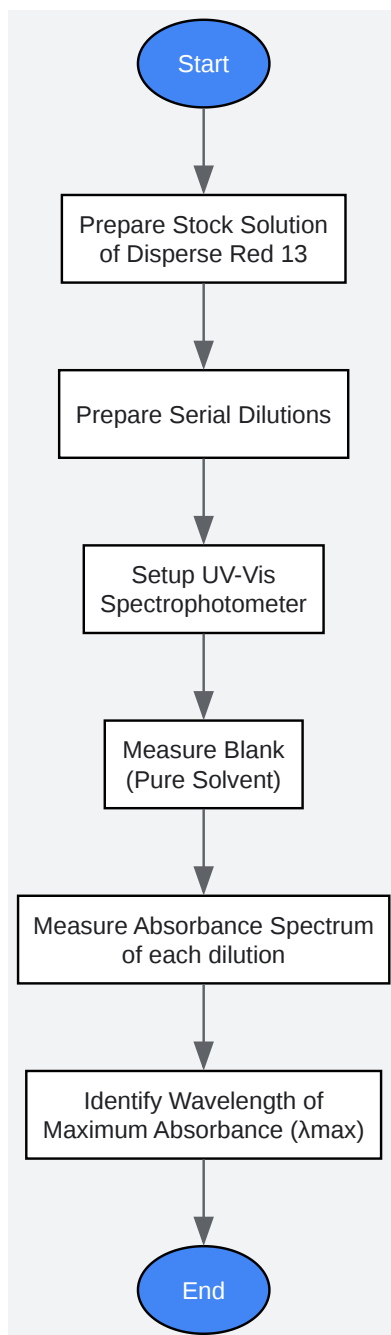 Start
Prepare Stock Solution
of Disperse Red 13
Prepare Serial Dilutions
Setup UV-Vis
Spectrophotometer
Measure Blank
(Pure Solvent)
Measure Absorbance Spectrum
of each dilution
Identify Wavelength of
Maximum Absorbance (λmax)
End